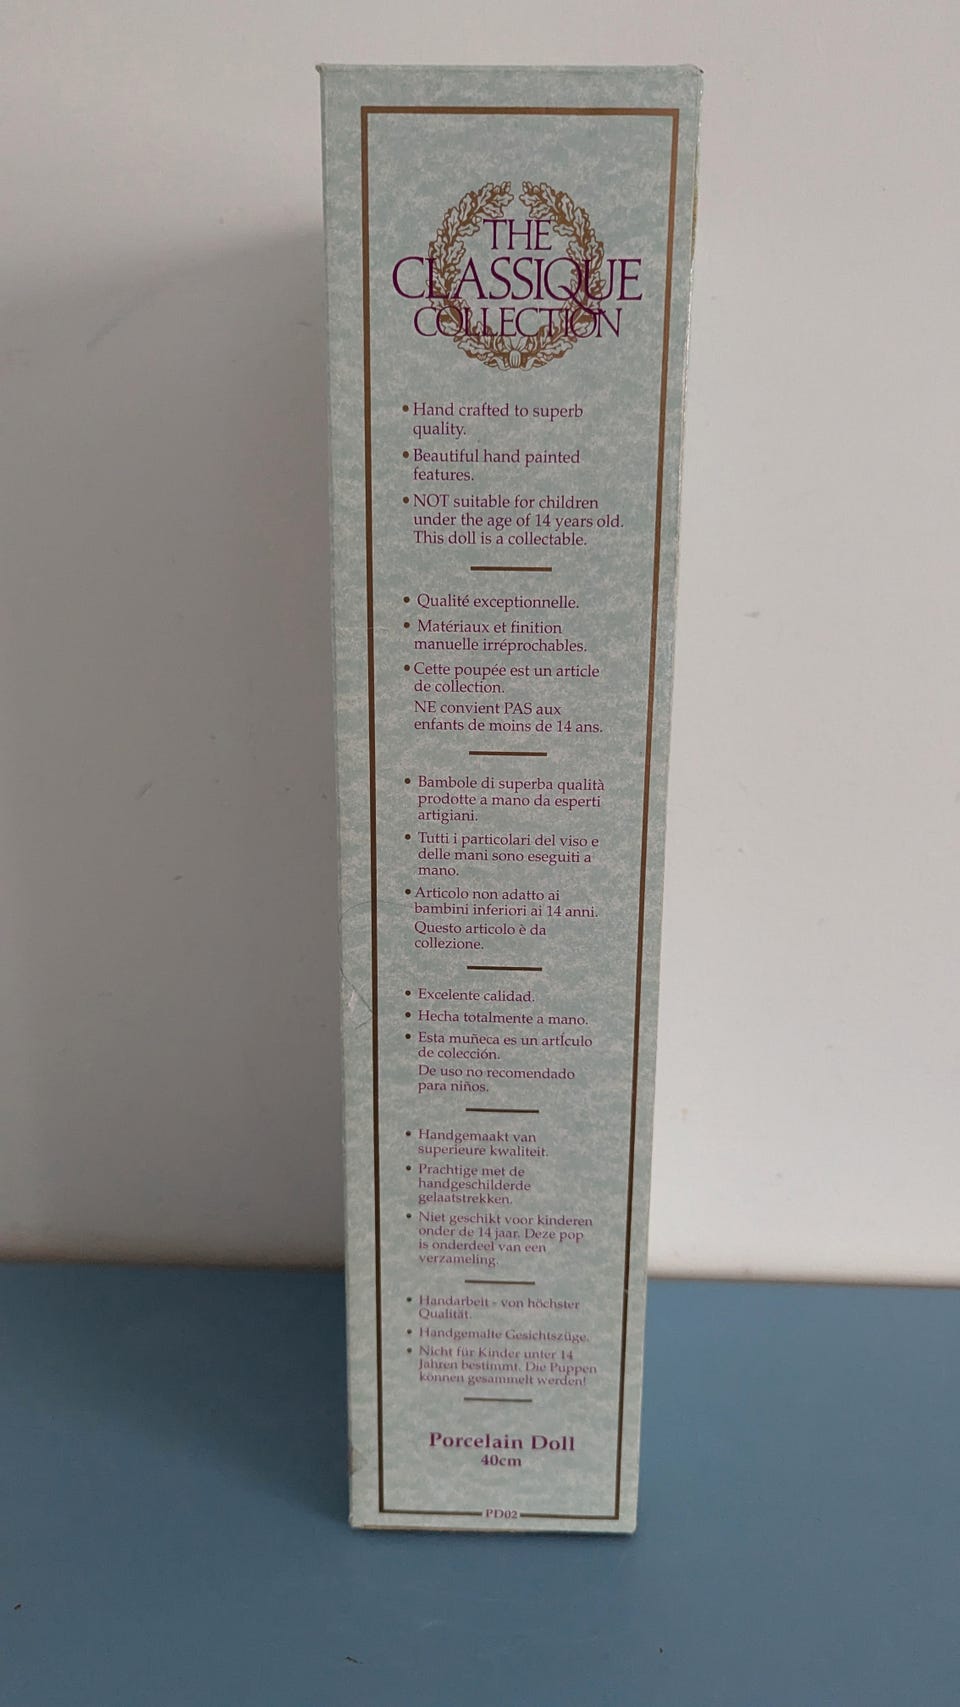 THE
CLASSIQUE
COLLECTION
• Hand crafted to superb
quality.
• Beautiful hand painted
features.
• NOT suitable for children
under the age of 14 years old.
This doll is a collectable.
• Qualité exceptionnelle.
• Matériaux et finition
manuelle irréprochables.
• Cette poupée est un article
de collection.
NE convient PAS aux
enfants de moins de 14 ans.
• Bambole di superba qualità
prodotte a mano da esperti
artigiani.
• Tutti i particolari del viso e
delle mani sono eseguiti a
mano.
• Articolo non adatto ai
bambini inferiori ai 14 anni.
Questo articolo è da
collezione.
• Excelente calidad.
• Hecha totalmente a mano.
• Esta muñeca es un artÍculo
de colección.
De uso no recomendado
para niños.
• Handgemaakt van
superieure kwaliteit.
• Prachtige met de
handgeschilderde
gelaatstrekken.
• Niet geschikt voor kinderen
onder de 14 jaar. Deze pop
is onderdeel van een
verzameling.
• Handarbeit - von höchster
Qualität.
• Handgemalte Gesichtszüge.
• Nicht für Kinder unter 14
Jahren bestimmt. Die Puppen
können gesammelt werden!
Porcelain Doll
40cm
PD02